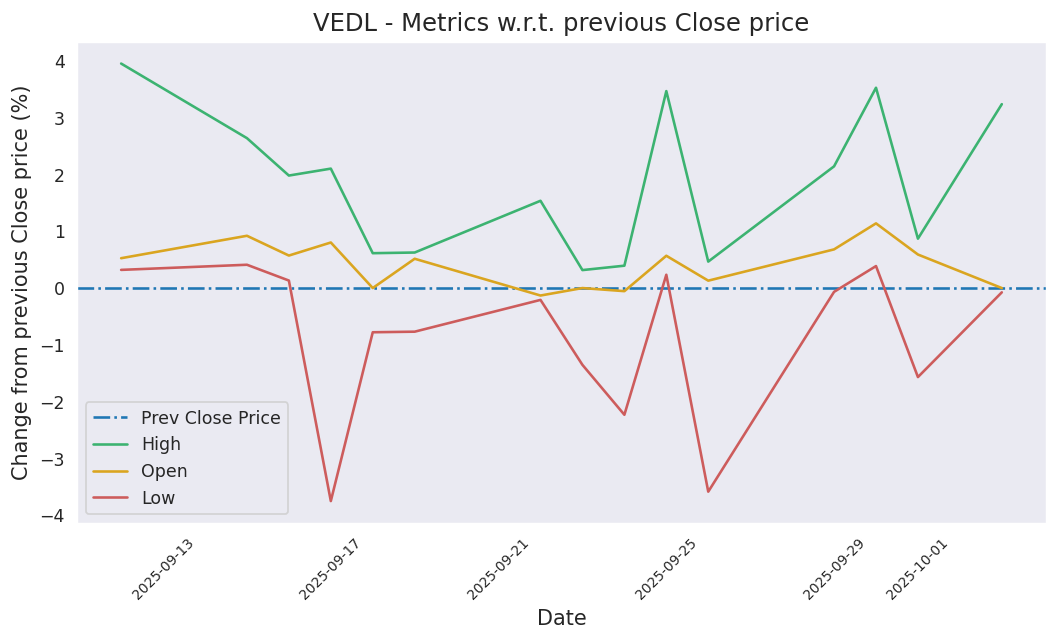 VEDL - Metrics w.r.t. previous Close price
Change from previous Close price (%)
4
3
2
1
0
−1
−2
−3
−4
Prev Close Price
High
Open
Low
2025-09-13
2025-09-17
2025-09-21
2025-09-25
2025-09-29
2025-10-01
Date